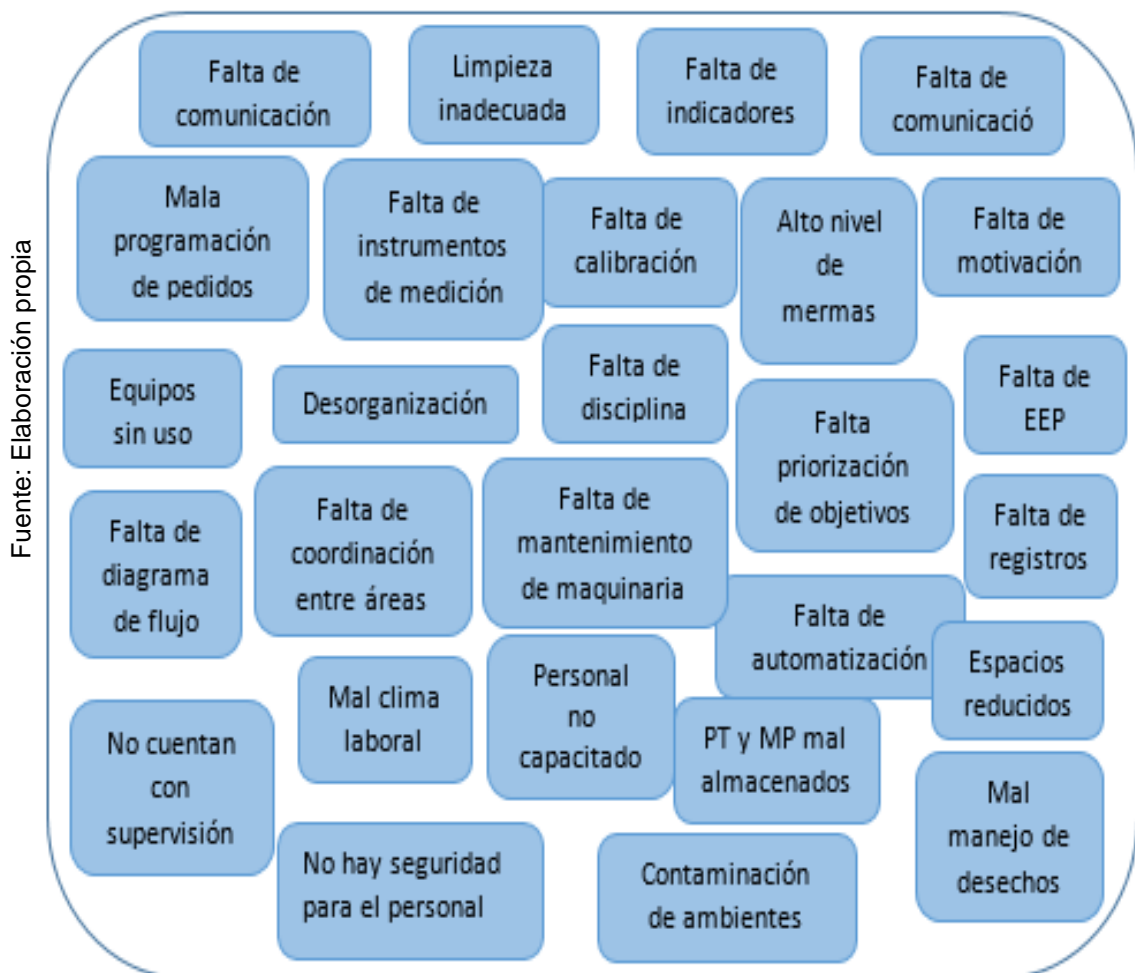 Falta de
comunicación
Limpieza
inadecuada
Falta de
indicadores
Falta de
comunicació
Mala
programación
de pedidos
Falta de
instrumentos
de medición
Falta de
calibración
Alto nivel
de
mermas
Falta de
motivación
Equipos
sin uso
Desorganización
Falta de
disciplina
Falta
priorización
de objetivos
Falta de
EEP
Falta de
diagrama
de flujo
Falta de
coordinación
entre áreas
Falta de
mantenimiento
de maquinaria
Falta de
registros
Falta de
automatización
Espacios
reducidos
No cuentan
con
supervisión
Mal clima
laboral
Personal
no
capacitado
PT y MP mal
almacenados
Mal
manejo de
desechos
No hay seguridad
para el personal
Contaminación
de ambientes
Fuente: Elaboración propia